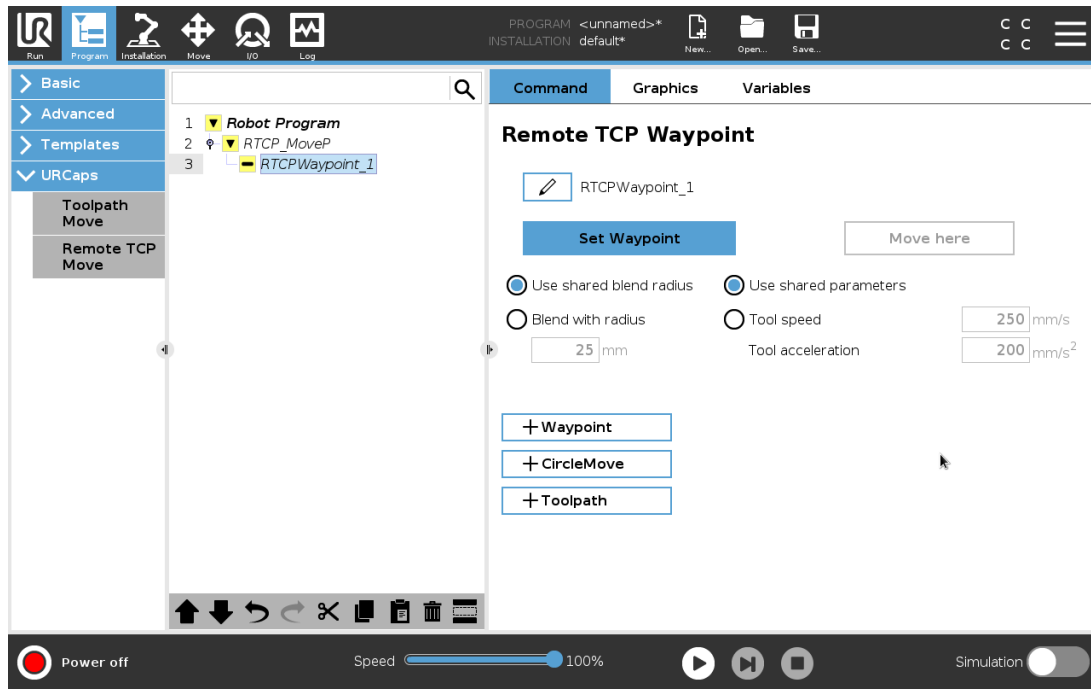 PROGRAM <unnamed>*
INSTALLATION default*
Run Program Installation Move I/O Log New... Open... Save...
C C
C C
Basic
Advanced
Templates
URCaps
Toolpath
Move
Remote TCP
Move
1 Robot Program
2 RTCP_MoveP
3 RTCPWaypoint_1
Command Graphics Variables
Remote TCP Waypoint
RTCPWaypoint_1
Set Waypoint Move here
Use shared blend radius Use shared parameters
Blend with radius Tool speed 250 mm/s
25 mm Tool acceleration 200 mm/s²
+ Waypoint
+ CircleMove
+ Toolpath
Power off Speed 100% Simulation